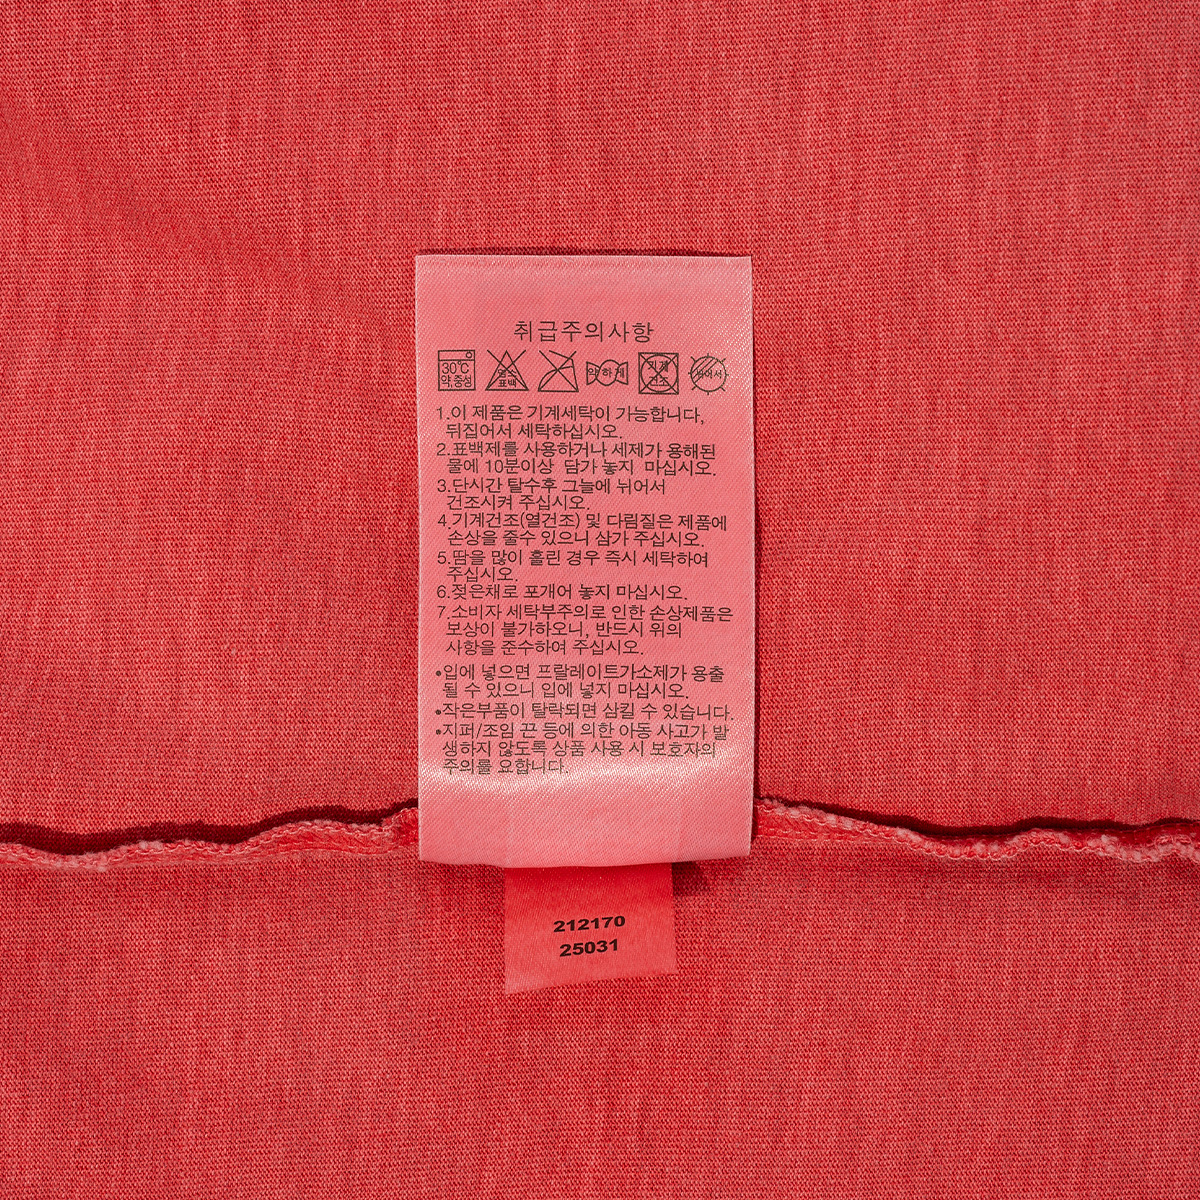 취급주의사항
30℃
약.중성
염소
표백
약하게
기계
건조
뉘어서
1.이 제품은 기계세탁이 가능합니다,
뒤집어서 세탁하십시오.
2.표백제를 사용하거나 세제가 용해된
물에 10분이상 담가 놓지 마십시오.
3.단시간 탈수후 그늘에 뉘어서
건조시켜 주십시오.
4.기계건조(열건조) 및 다림질은 제품에
손상을 줄수 있으니 삼가 주십시오.
5.땀을 많이 흘린 경우 즉시 세탁하여
주십시오.
6.젖은채로 포개어 놓지 마십시오.
7.소비자 세탁부주의로 인한 손상제품은
보상이 불가하오니, 반드시 위의
사항을 준수하여 주십시오.
•입에 넣으면 프랄레이트가소제가 용출
될 수 있으니 입에 넣지 마십시오.
•작은부품이 탈락되면 삼킬 수 있습니다.
•지퍼/조임 끈 등에 의한 아동 사고가 발
생하지 않도록 상품 사용 시 보호자의
주의를 요합니다.
212170
25031